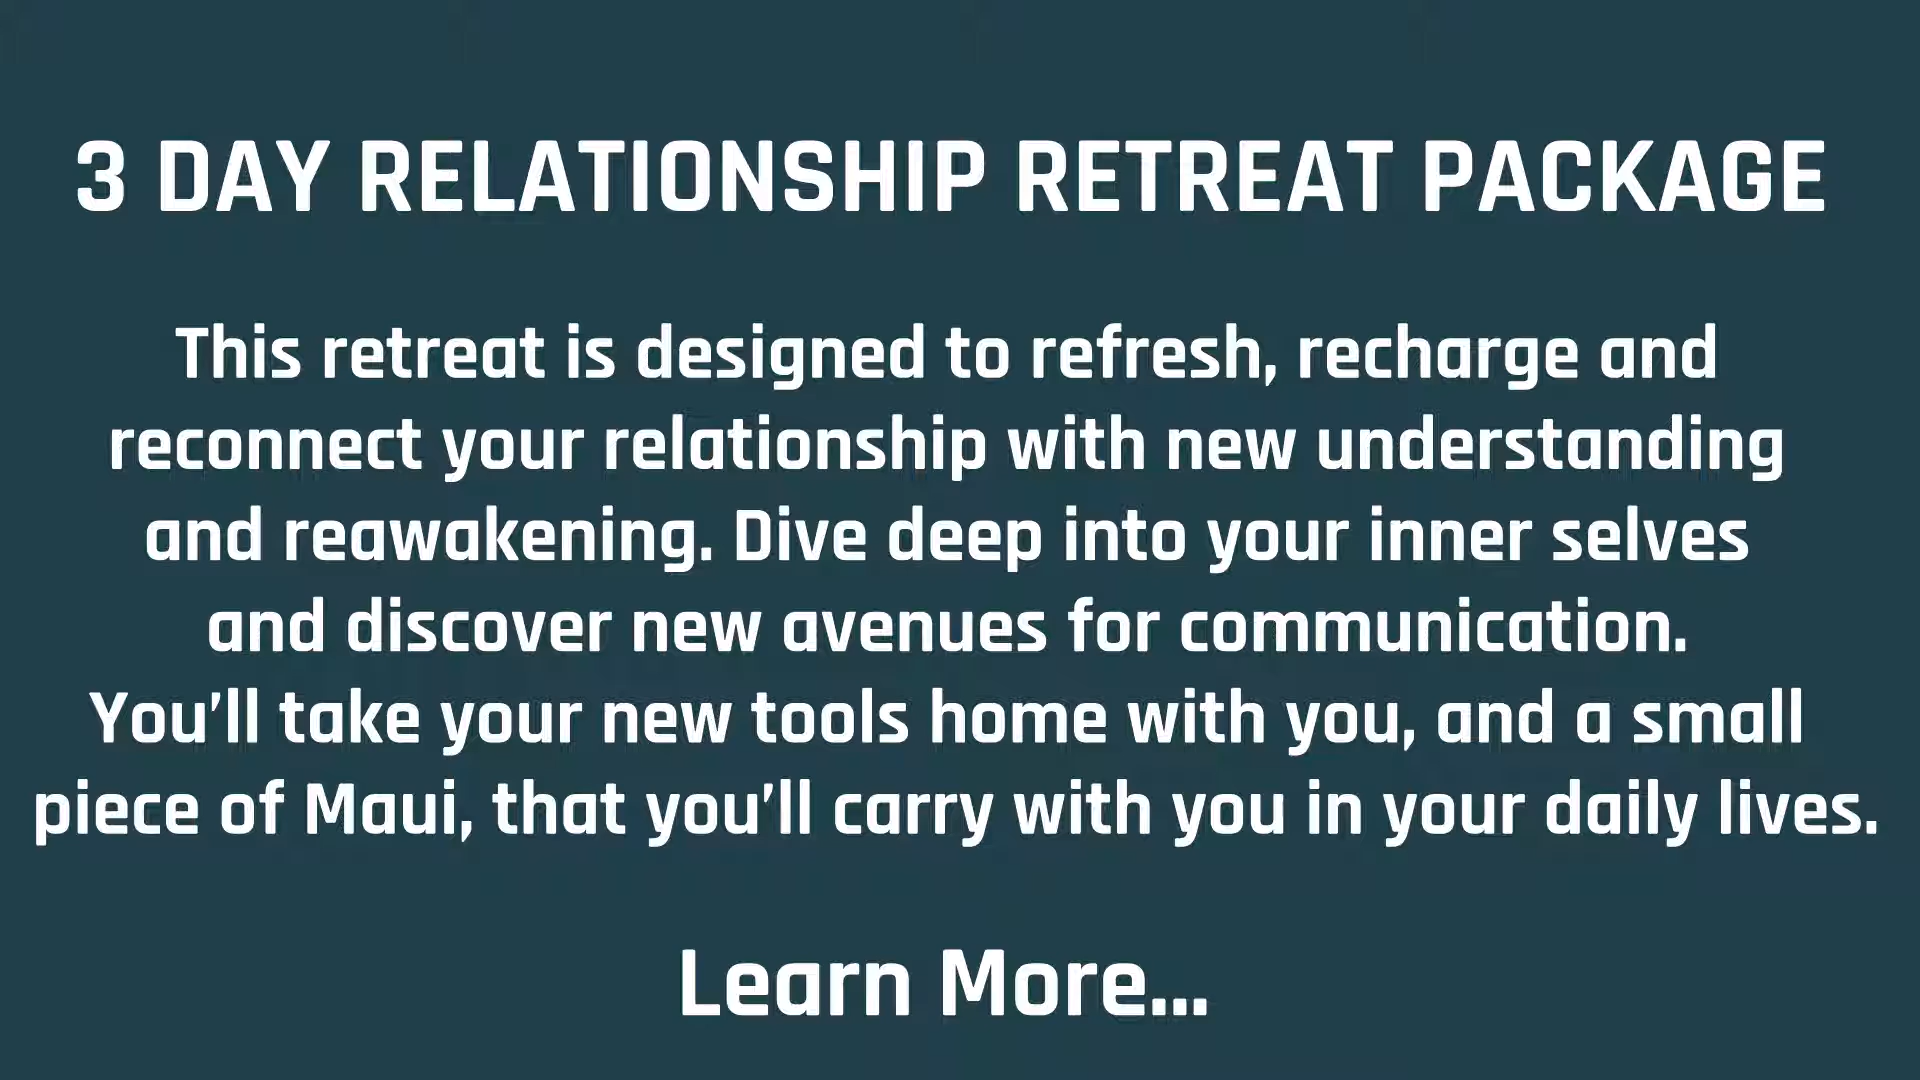 3 DAY RELATIONSHIP RETREAT PACKAGE
This retreat is designed to refresh, recharge and
reconnect your relationship with new understanding
and reawakening. Dive deep into your inner selves
and discover new avenues for communication.
You’ll take your new tools home with you, and a small
piece of Maui, that you’ll carry with you in your daily lives.
Learn More...